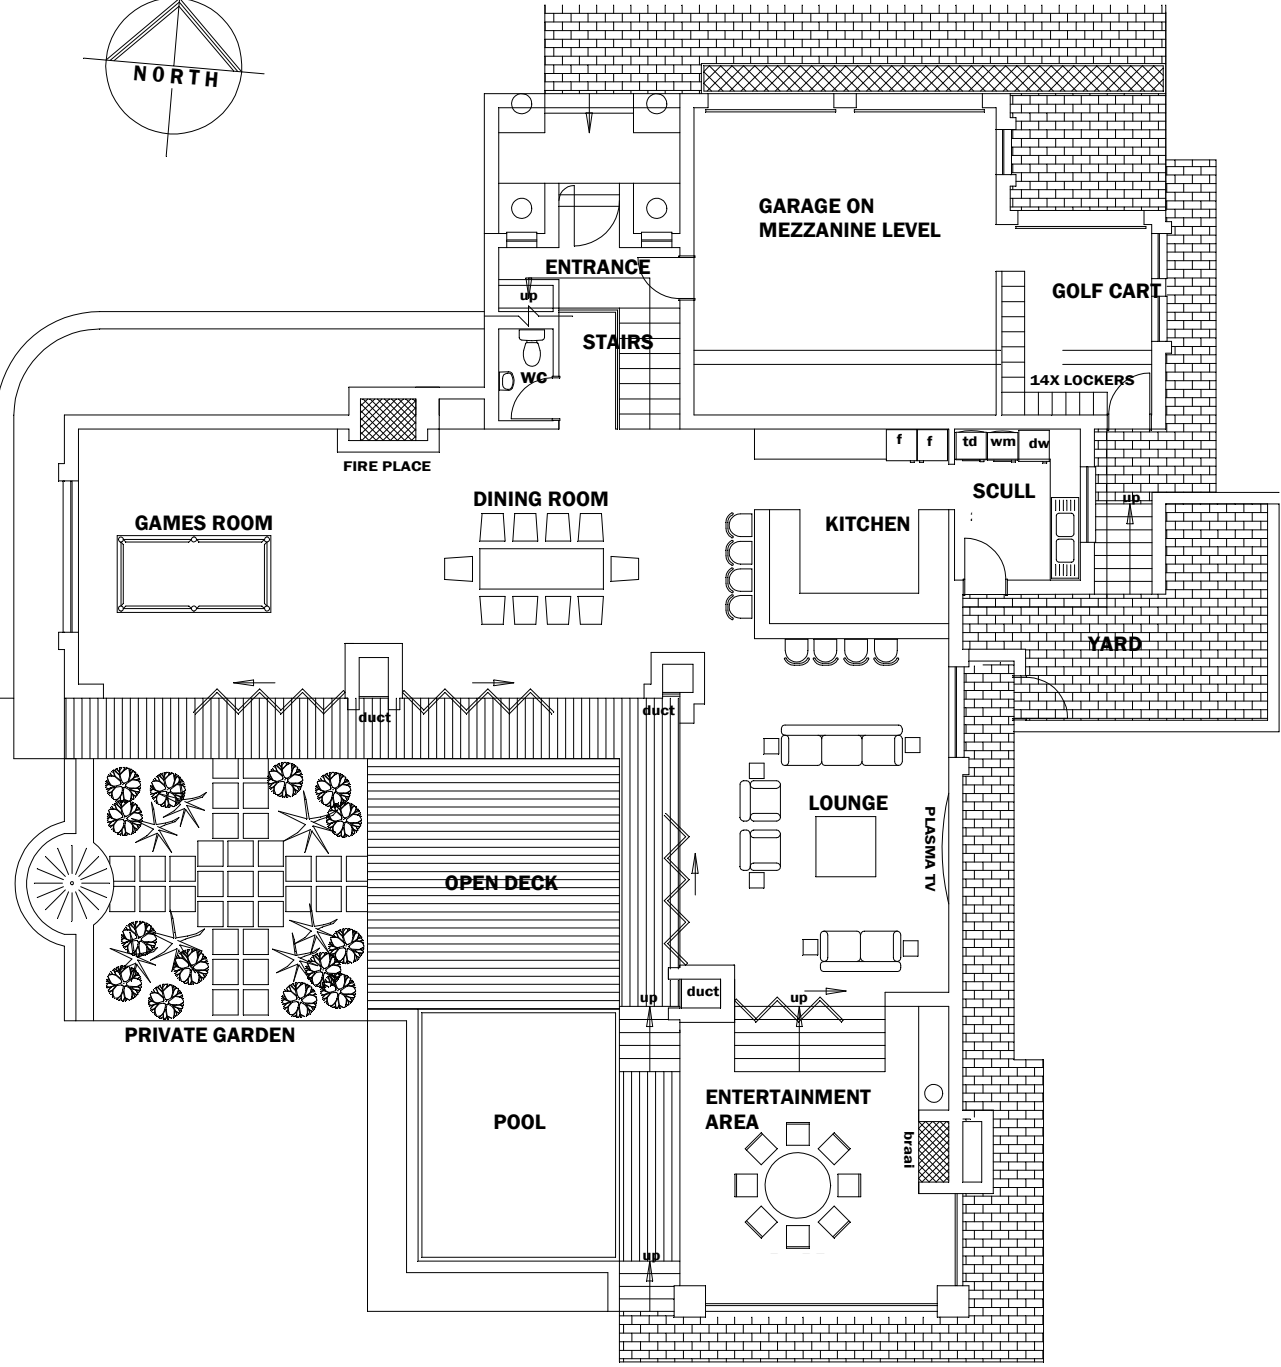 NORTH
GARAGE ON
MEZZANINE LEVEL
ENTRANCE
up
GOLF CART
STAIRS
wc
14X LOCKERS
f
f
td
wm
dw
FIRE PLACE
SCULL
up
DINING ROOM
GAMES ROOM
KITCHEN
YARD
duct
duct
LOUNGE
PLASMA TV
OPEN DECK
duct
up
up
PRIVATE GARDEN
ENTERTAINMENT
AREA
POOL
braai
up